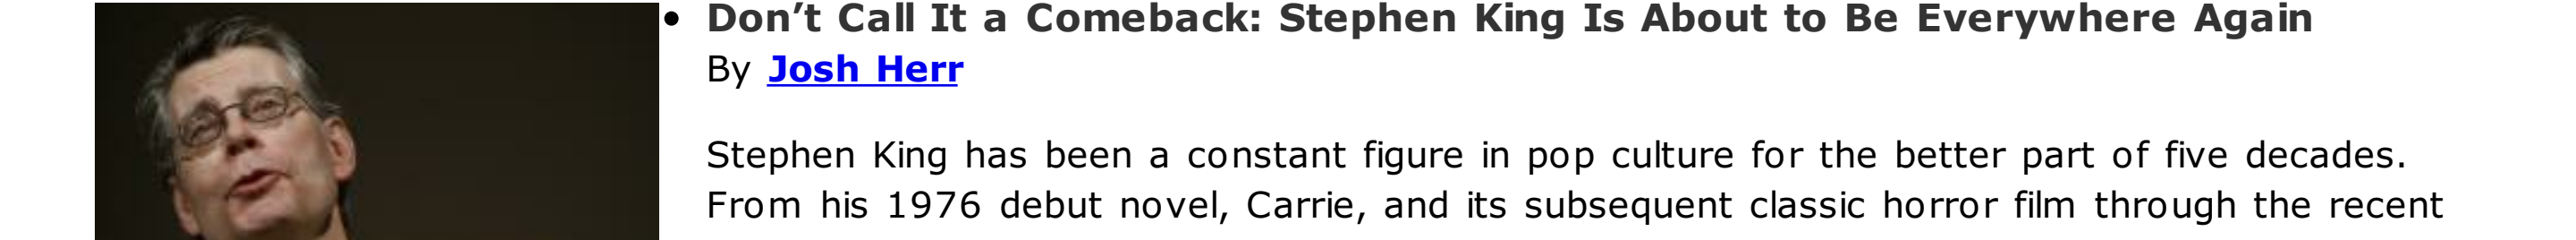 • Don’t Call It a Comeback: Stephen King Is About to Be Everywhere Again
By Josh Herr
Stephen King has been a constant figure in pop culture for the better part of five decades.
From his 1976 debut novel, Carrie, and its subsequent classic horror film through the recent